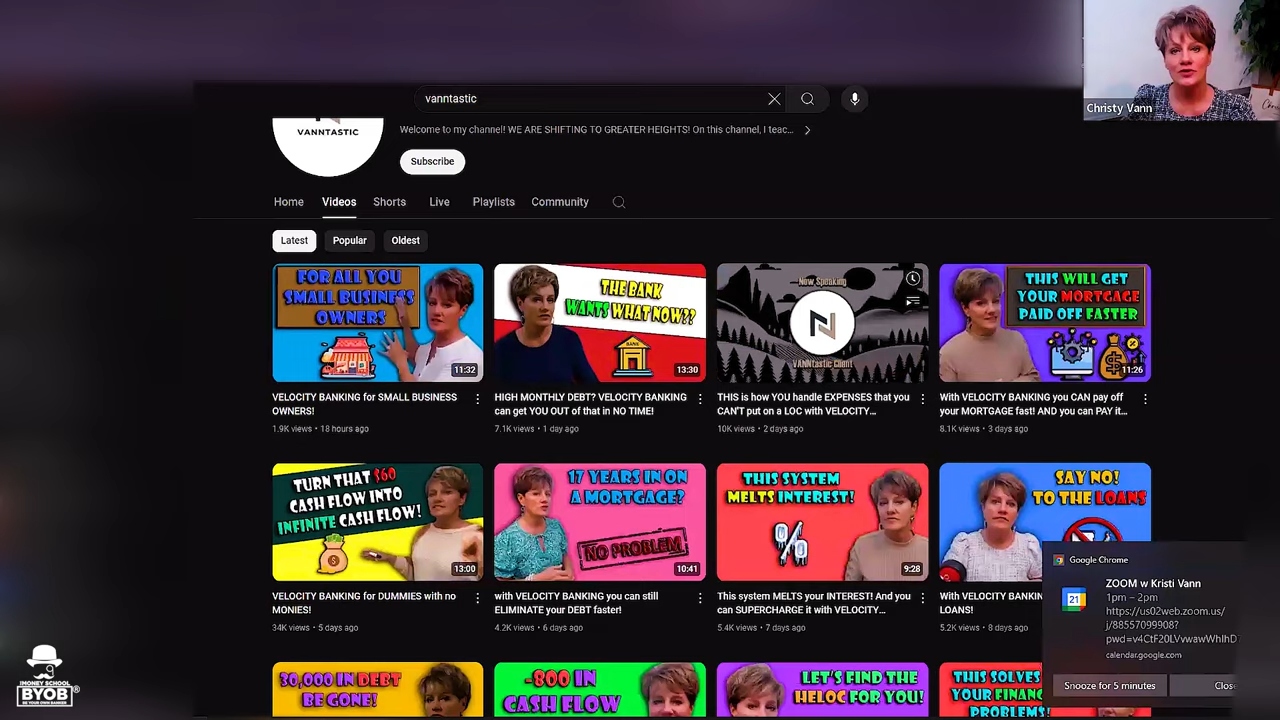 vanntastic
Christy Vann
VANNTASTIC
Welcome to my channel! WE ARE SHIFTING TO GREATER HEIGHTS! On this channel, I teac...
Subscribe
Home
Videos
Shorts
Live
Playlists
Community
Latest
Popular
Oldest
FOR ALL YOU
SMALL BUSINESS
OWNERS!
11:32
THE BANK
WANTS WHAT NOW??
BANK
13:30
Now Speaking
N
VANNtastic Client
THIS WILL GET
YOUR MORTGAGE
PAID OFF FASTER
11:26
VELOCITY BANKING for SMALL BUSINESS
OWNERS!
1.9K views • 18 hours ago
HIGH MONTHLY DEBT? VELOCITY BANKING
can get YOU OUT of that in NO TIME!
7.1K views • 1 day ago
THIS is how YOU handle EXPENSES that you
CAN'T put on a LOC with VELOCITY...
10K views • 2 days ago
With VELOCITY BANKING you CAN pay off
your MORTGAGE fast! AND you can PAY it...
8.1K views • 3 days ago
TURN THAT $60
CASH FLOW INTO
INFINITE CASH FLOW!
$
13:00
17 YEARS IN ON
A MORTGAGE?
NO PROBLEM
10:41
THIS SYSTEM
MELTS INTEREST!
%
9:28
SAY NO!
TO THE LOANS
VELOCITY BANKING for DUMMIES with no
MONIES!
34K views • 5 days ago
with VELOCITY BANKING you can still
ELIMINATE your DEBT faster!
4.2K views • 6 days ago
This system MELTS your INTEREST! And you
can SUPERCHARGE it with VELOCITY...
5.4K views • 7 days ago
With VELOCITY BANKIN
LOANS!
5.2K views • 8 days ago
Google Chrome
21
ZOOM w Kristi Vann
1pm – 2pm
https://us02web.zoom.us/
j/88557099908?
pwd=v4CtF20LVvwawWhIhD
calendar.google.com
Snooze for 5 minutes
Close
30,000 IN DEBT
BE GONE!
-800 IN
CASH FLOW
LET'S FIND THE
HELOC FOR YOU!
THIS SOLVES
YOUR FINANC
PROBLEMS!
THE MONEY SCHOOL
BYOB®
BE YOUR OWN BANKER